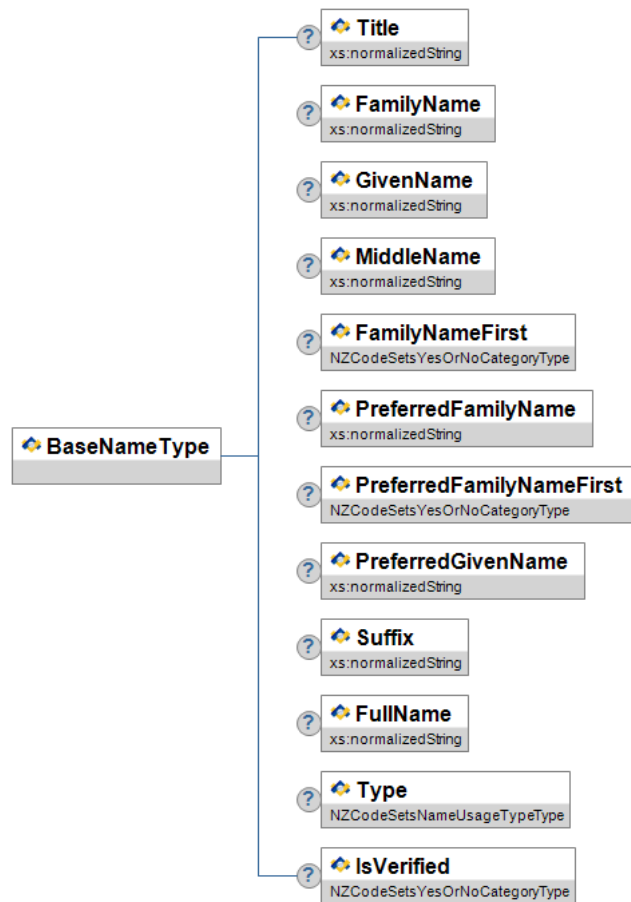 ?
Title
xs:normalizedString
?
FamilyName
xs:normalizedString
?
GivenName
xs:normalizedString
?
MiddleName
xs:normalizedString
?
FamilyNameFirst
NZCodeSetsYesOrNoCategoryType
?
PreferredFamilyName
xs:normalizedString
BaseNameType
?
PreferredFamilyNameFirst
NZCodeSetsYesOrNoCategoryType
?
PreferredGivenName
xs:normalizedString
?
Suffix
xs:normalizedString
?
FullName
xs:normalizedString
?
Type
NZCodeSetsNameUsageTypeType
?
IsVerified
NZCodeSetsYesOrNoCategoryType